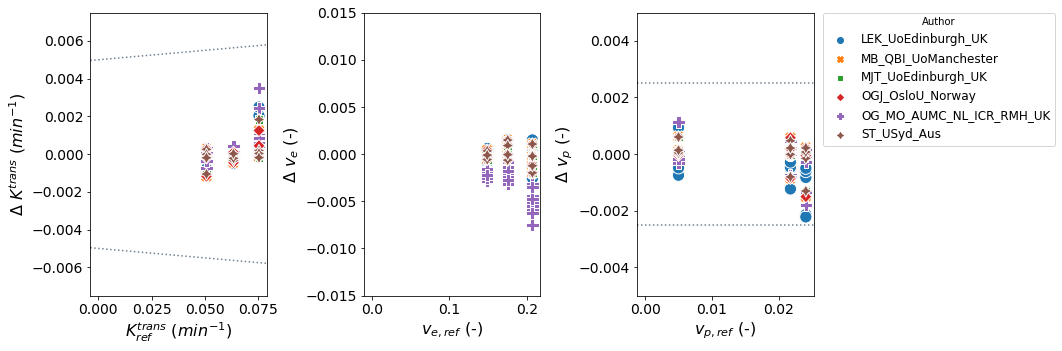 Δ K^trans (min⁻¹)
0.006
0.004
0.002
0.000
−0.002
−0.004
−0.006
0.000
0.025
0.050
0.075
K^trans_ref (min⁻¹)
Δ v_e (-)
0.015
0.010
0.005
0.000
−0.005
−0.010
−0.015
0.0
0.1
0.2
v_e, ref (-)
Δ v_p (-)
0.004
0.002
0.000
−0.002
−0.004
0.00
0.01
0.02
v_p, ref (-)
Author
LEK_UoEdinburgh_UK
MB_QBI_UoManchester
MJT_UoEdinburgh_UK
OGJ_OsloU_Norway
OG_MO_AUMC_NL_ICR_RMH_UK
ST_USyd_Aus